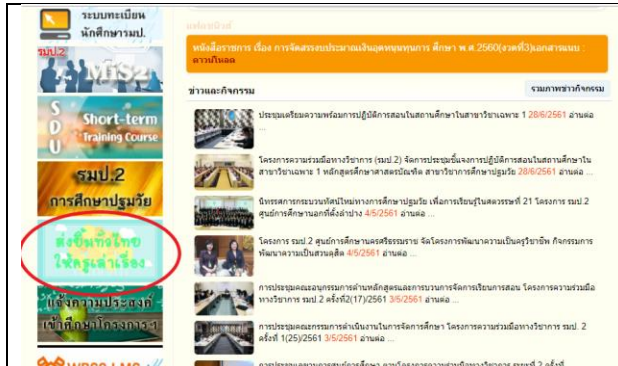 ระบบทะเบียน
นักศึกษารมป.
รมป.2
MiS2
SDU
Short-term
Training Course
รมป.2
การศึกษาปฐมวัย
ส่งยิ้มทั่วไทย
ให้ครูเล่าเรื่อง
แจ้งความประสงค์
เข้าศึกษาโครงการฯ
หนังสือราชการ เรื่อง การจัดสรรงบประมาณเงินอุดหนุนทุนการ ศึกษา พ.ศ.2560(งวดที่3)เอกสารแนบ :
ดาวน์โหลด
ข่าวและกิจกรรม
รวมภาพข่าวกิจกรรม
ประชุมเตรียมความพร้อมการปฏิบัติการสอนในสถานศึกษาในสาขาวิชาเฉพาะ 1 28/6/2561 อ่านต่อ
...
โครงการความร่วมมือทางวิชาการ (รมป.2) จัดการประชุมชี้แจงการปฏิบัติการสอนในสถานศึกษาใน
สาขาวิชาเฉพาะ 1 หลักสูตรศึกษาศาสตรบัณฑิต สาขาวิชาการศึกษาปฐมวัย 28/6/2561 อ่านต่อ ...
นิทรรศการกระบวนทัศน์ใหม่ทางการศึกษาปฐมวัย เพื่อการเรียนรู้ในศตวรรษที่ 21 โครงการ รมป.2
ศูนย์การศึกษานอกที่ตั้งลำปาง 4/5/2561 อ่านต่อ ...
โครงการ รมป.2 ศูนย์การศึกษานครศรีธรรมราช จัดโครงการพัฒนาความเป็นครูวิชาชีพ กิจกรรมการ
พัฒนาความเป็นสวนดุสิต 4/5/2561 อ่านต่อ ...
การประชุมคณะอนุกรรมการด้านหลักสูตรและกระบวนการจัดการเรียนการสอน โครงการความร่วมมือ
ทางวิชาการ รมป.2 ครั้งที่2(17)/2561 3/5/2561 อ่านต่อ ...
การประชุมคณะกรรมการดำเนินงานในการจัดการศึกษา โครงการความร่วมมือทางวิชาการ รมป. 2
ครั้งที่ 1(25)/2561 3/5/2561 อ่านต่อ ...